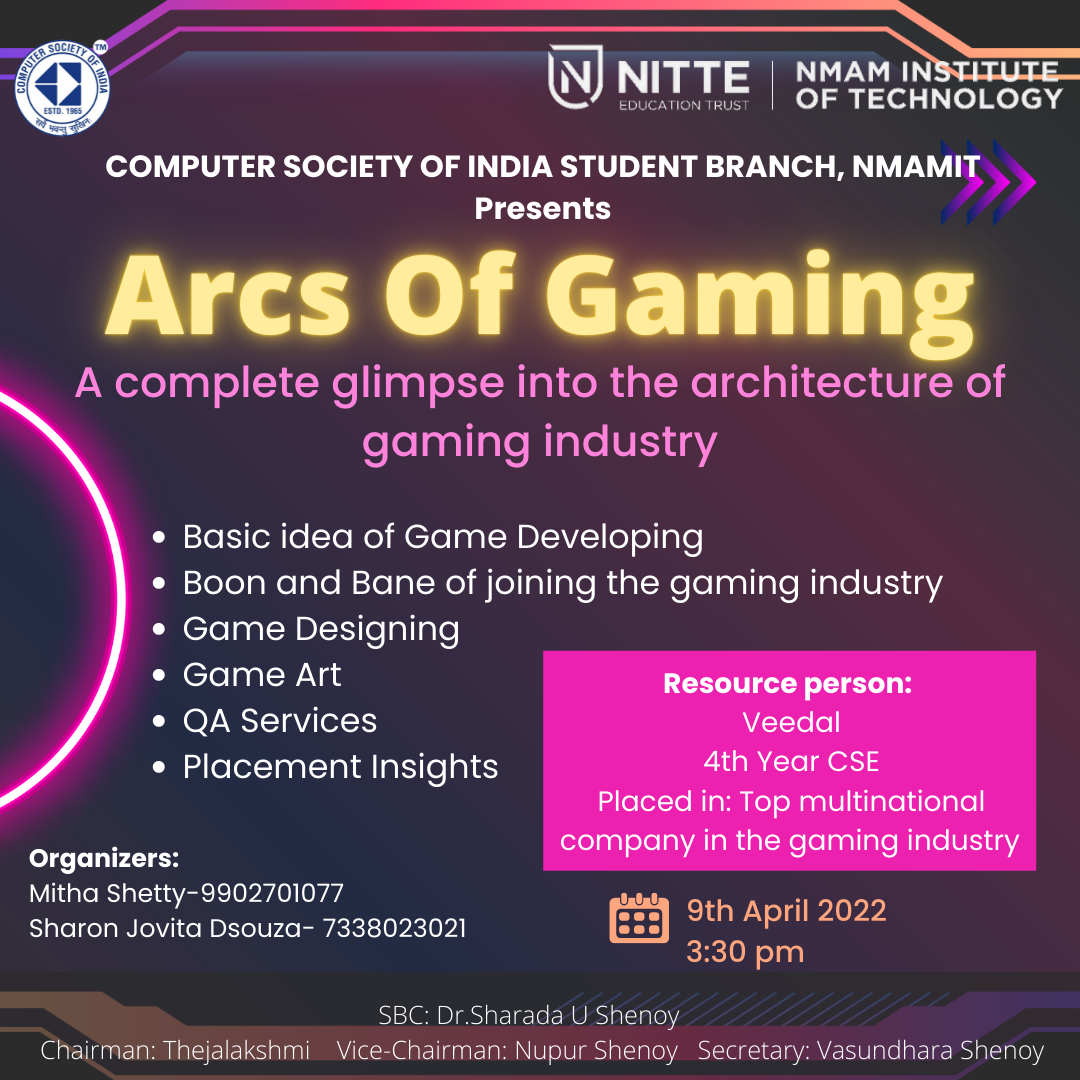 COMPUTER SOCIETY OF INDIA
TM
ESTD. 1965
सर्वे भवन्तु सुखिनः
NITTE
EDUCATION TRUST
NMAM INSTITUTE
OF TECHNOLOGY
COMPUTER SOCIETY OF INDIA STUDENT BRANCH, NMAMIT
Presents
Arcs Of Gaming
A complete glimpse into the architecture of
gaming industry
• Basic idea of Game Developing
• Boon and Bane of joining the gaming industry
• Game Designing
• Game Art
• QA Services
• Placement Insights
Resource person:
Veedal
4th Year CSE
Placed in: Top multinational
company in the gaming industry
Organizers:
Mitha Shetty-9902701077
Sharon Jovita Dsouza- 7338023021
9th April 2022
3:30 pm
SBC: Dr.Sharada U Shenoy
Chairman: Thejalakshmi Vice-Chairman: Nupur Shenoy Secretary: Vasundhara Shenoy